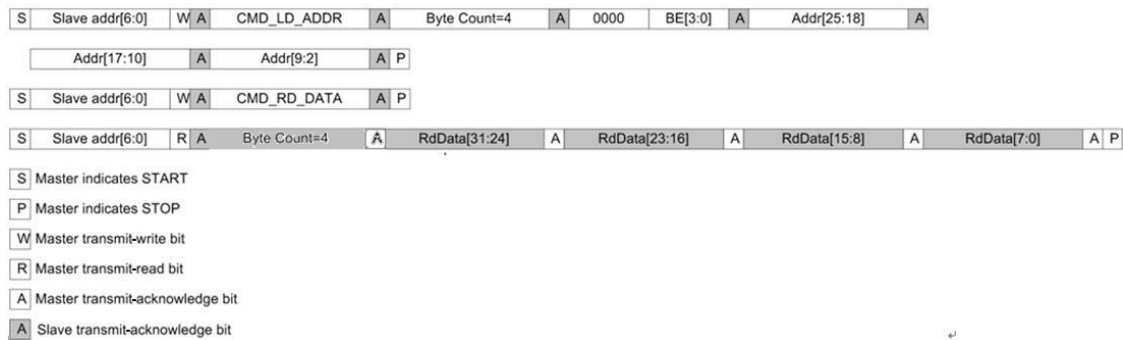 S Slave addr[6:0] W A CMD_LD_ADDR A Byte Count=4 A 0000 BE[3:0] Addr[25:18] A
Addr[17:10] A Addr[9:2] A P
S Slave addr[6:0] W A CMD_RD_DATA A P
S Slave addr[6:0] R A Byte Count=4 A RdData[31:24] A RdData[23:16] A RdData[15:8] A RdData[7:0] A P
S Master indicates START
P Master indicates STOP
W Master transmit-write bit
R Master transmit-read bit
A Master transmit-acknowledge bit
A Slave transmit-acknowledge bit